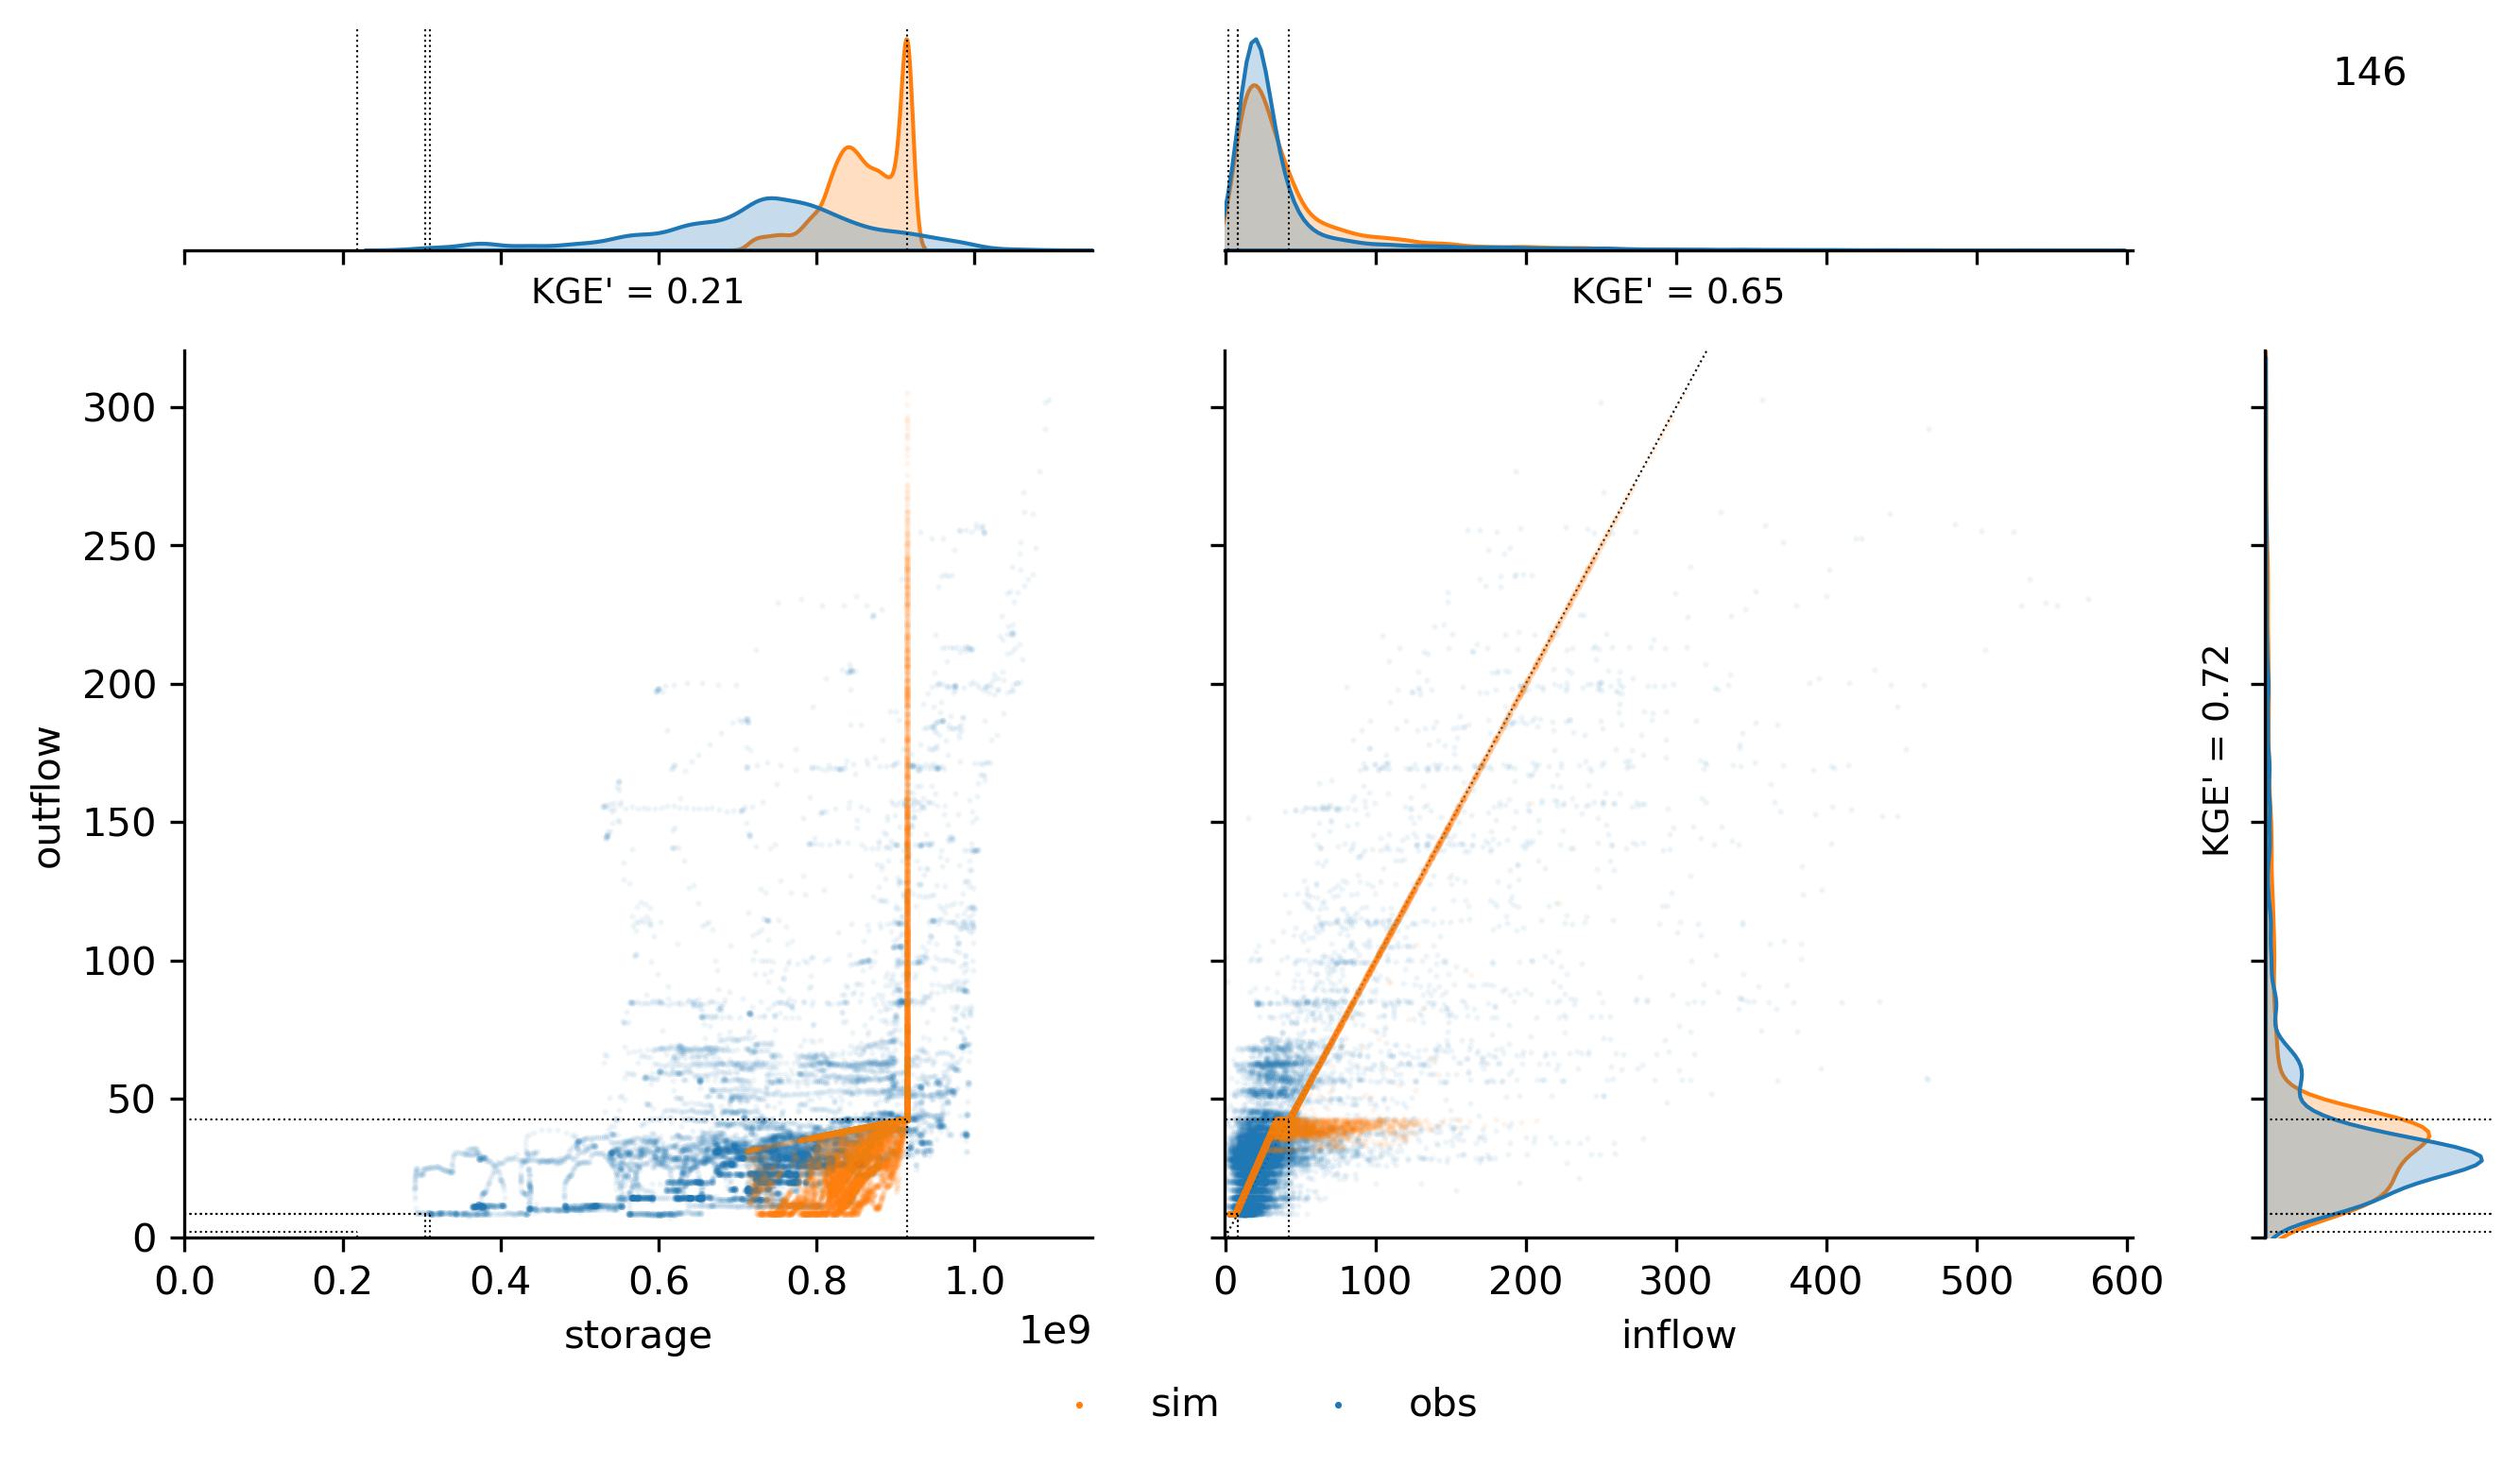 146
KGE' = 0.21
KGE' = 0.65
300
250
200
150
100
50
0
outflow
KGE' = 0.72
0.0 0.2 0.4 0.6 0.8 1.0
0 100 200 300 400 500 600
1e9
storage
inflow
sim obs